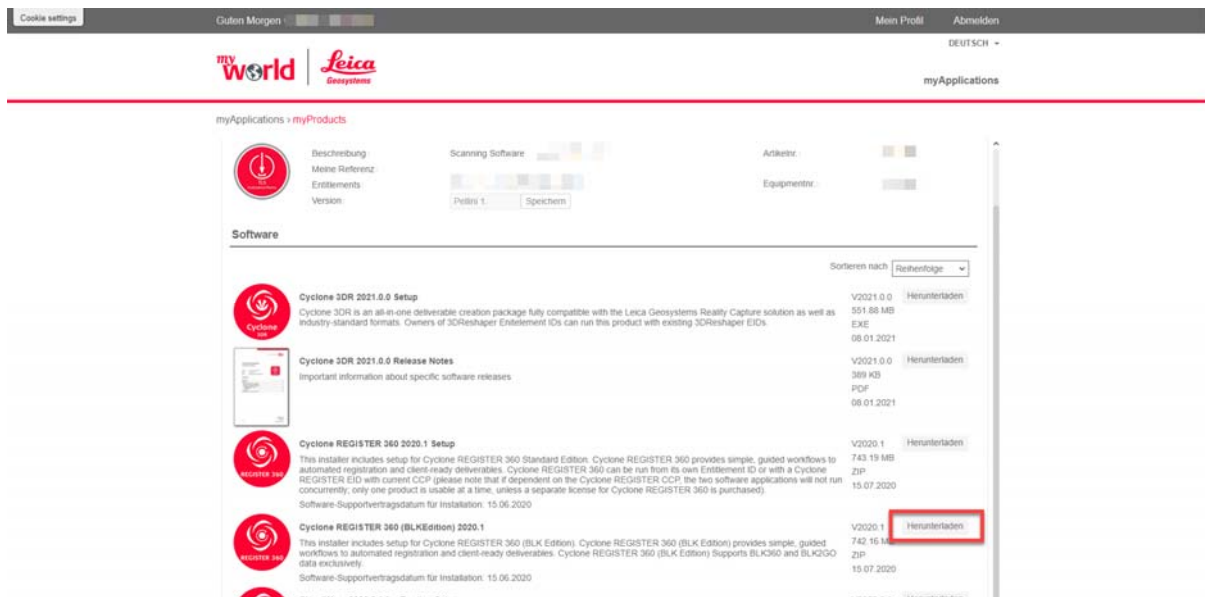 Cookie settings
Guten Morgen
Mein Profil Abmelden
DEUTSCH
my world
Leica
Geosystems
myApplications
myApplications › myProducts
Beschreibung: Scanning Software Artikelnr.:
Meine Referenz:
Entitlements Equipmentnr.:
Version: Speichern
Software
Sortieren nach Reihenfolge
Cyclone 3DR 2021.0.0 Setup
V2021.0.0 Herunterladen
Cyclone 3DR is an all-in-one deliverable creation package fully compatible with the Leica Geosystems Reality Capture solution as well as
industry-standard formats. Owners of 3DReshaper Enitelement IDs can run this product with existing 3DReshaper EIDs.
551.88 MB
EXE
08.01.2021
Cyclone
3DR
Cyclone 3DR 2021.0.0 Release Notes
V2021.0.0 Herunterladen
Important information about specific software releases
389 KB
PDF
08.01.2021
Cyclone REGISTER 360 2020.1 Setup
V2020.1 Herunterladen
This installer includes setup for Cyclone REGISTER 360 Standard Edition. Cyclone REGISTER 360 provides simple, guided workflows to
automated registration and client-ready deliverables. Cyclone REGISTER 360 can be run from its own Entitlement ID or with a Cyclone
REGISTER EID with current CCP (please note that if dependent on the Cyclone REGISTER CCP, the two software applications will not run
concurrently; only one product is usable at a time, unless a separate license for Cyclone REGISTER 360 is purchased).
743.19 MB
ZIP
15.07.2020
Software-Supportvertragsdatum für Installation: 15.06.2020
REGISTER 360
Cyclone REGISTER 360 (BLKEdition) 2020.1
V2020.1 Herunterladen
This installer includes setup for Cyclone REGISTER 360 (BLK Edition). Cyclone REGISTER 360 (BLK Edition) provides simple, guided
workflows to automated registration and client-ready deliverables. Cyclone REGISTER 360 (BLK Edition) Supports BLK360 and BLK2GO
data exclusively.
742.16 MB
ZIP
15.07.2020
Software-Supportvertragsdatum für Installation: 15.06.2020
REGISTER 360